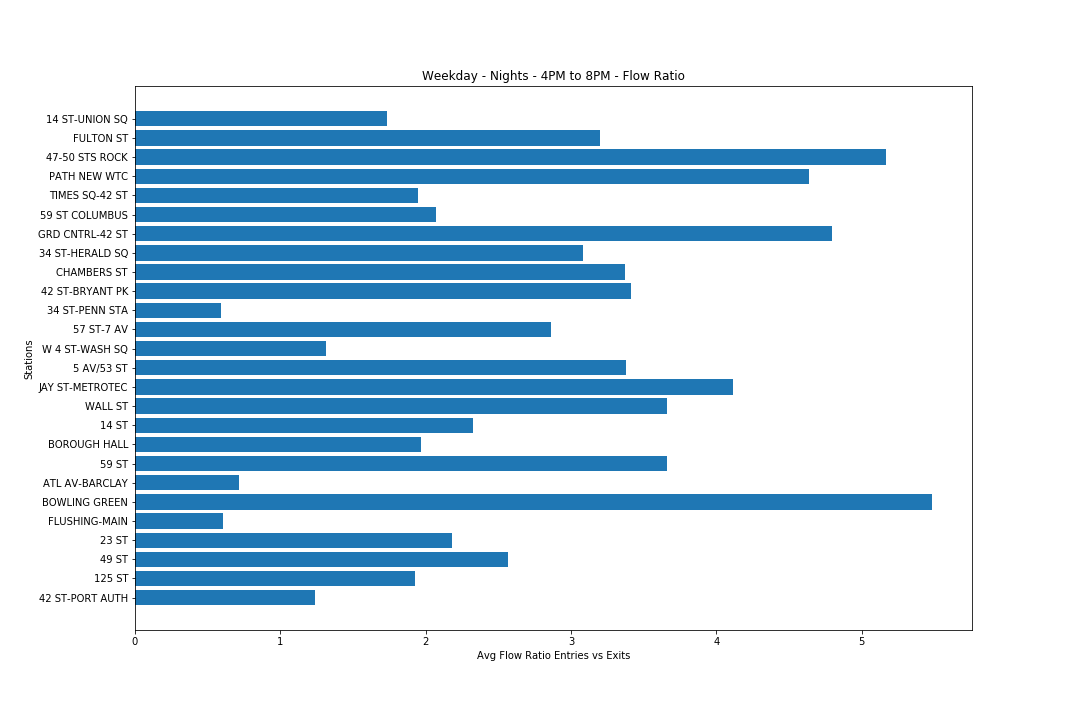 Weekday - Nights - 4PM to 8PM - Flow Ratio
Stations
14 ST-UNION SQ
FULTON ST
47-50 STS ROCK
PATH NEW WTC
TIMES SQ-42 ST
59 ST COLUMBUS
GRD CNTRL-42 ST
34 ST-HERALD SQ
CHAMBERS ST
42 ST-BRYANT PK
34 ST-PENN STA
57 ST-7 AV
W 4 ST-WASH SQ
5 AV/53 ST
JAY ST-METROTEC
WALL ST
14 ST
BOROUGH HALL
59 ST
ATL AV-BARCLAY
BOWLING GREEN
FLUSHING-MAIN
23 ST
49 ST
125 ST
42 ST-PORT AUTH
0 1 2 3 4 5
Avg Flow Ratio Entries vs Exits